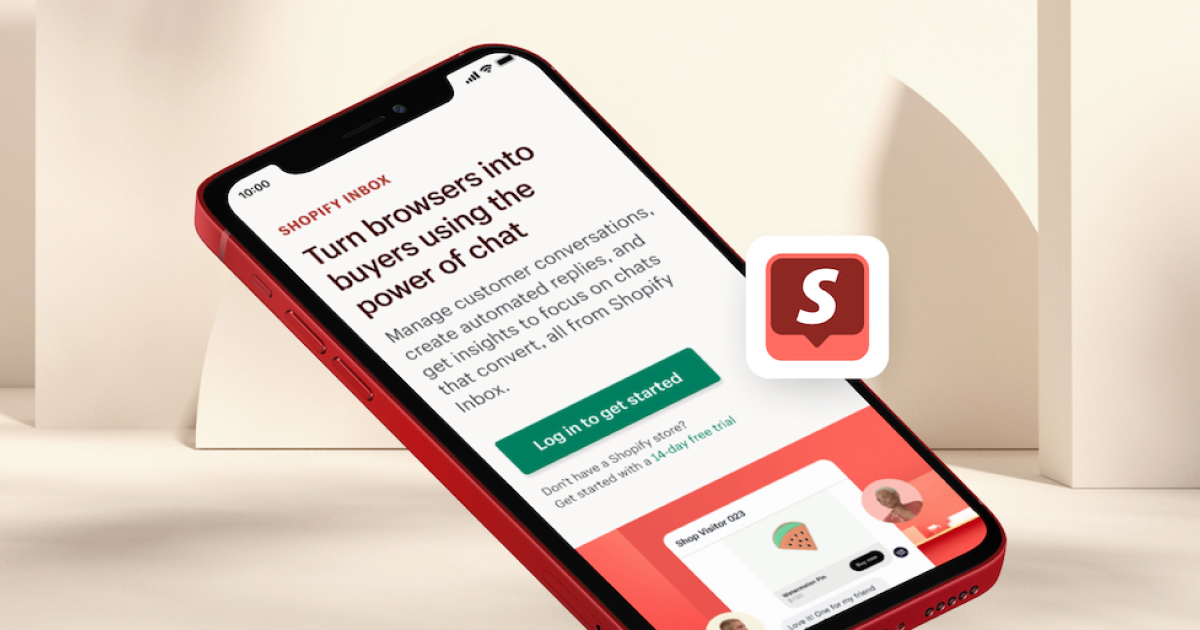 10:00
SHOPIFY INBOX
Turn browsers into
buyers using the
power of chat
Manage customer conversations,
create automated replies, and
get insights to focus on chats
that convert, all from Shopify
Inbox.
Log in to get started
Don't have a Shopify store?
Get started with a 14-day free trial
S
Shop Visitor 023
Watermelon Pin
Buy now
Love it! One for my friend